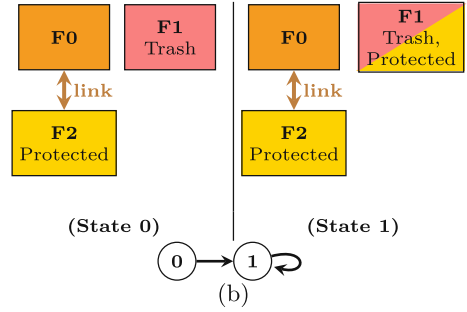 F0
F1
Trash
link
F2
Protected
(State 0)
F0
F1
Trash,
Protected
link
F2
Protected
(State 1)
0
1
(b)